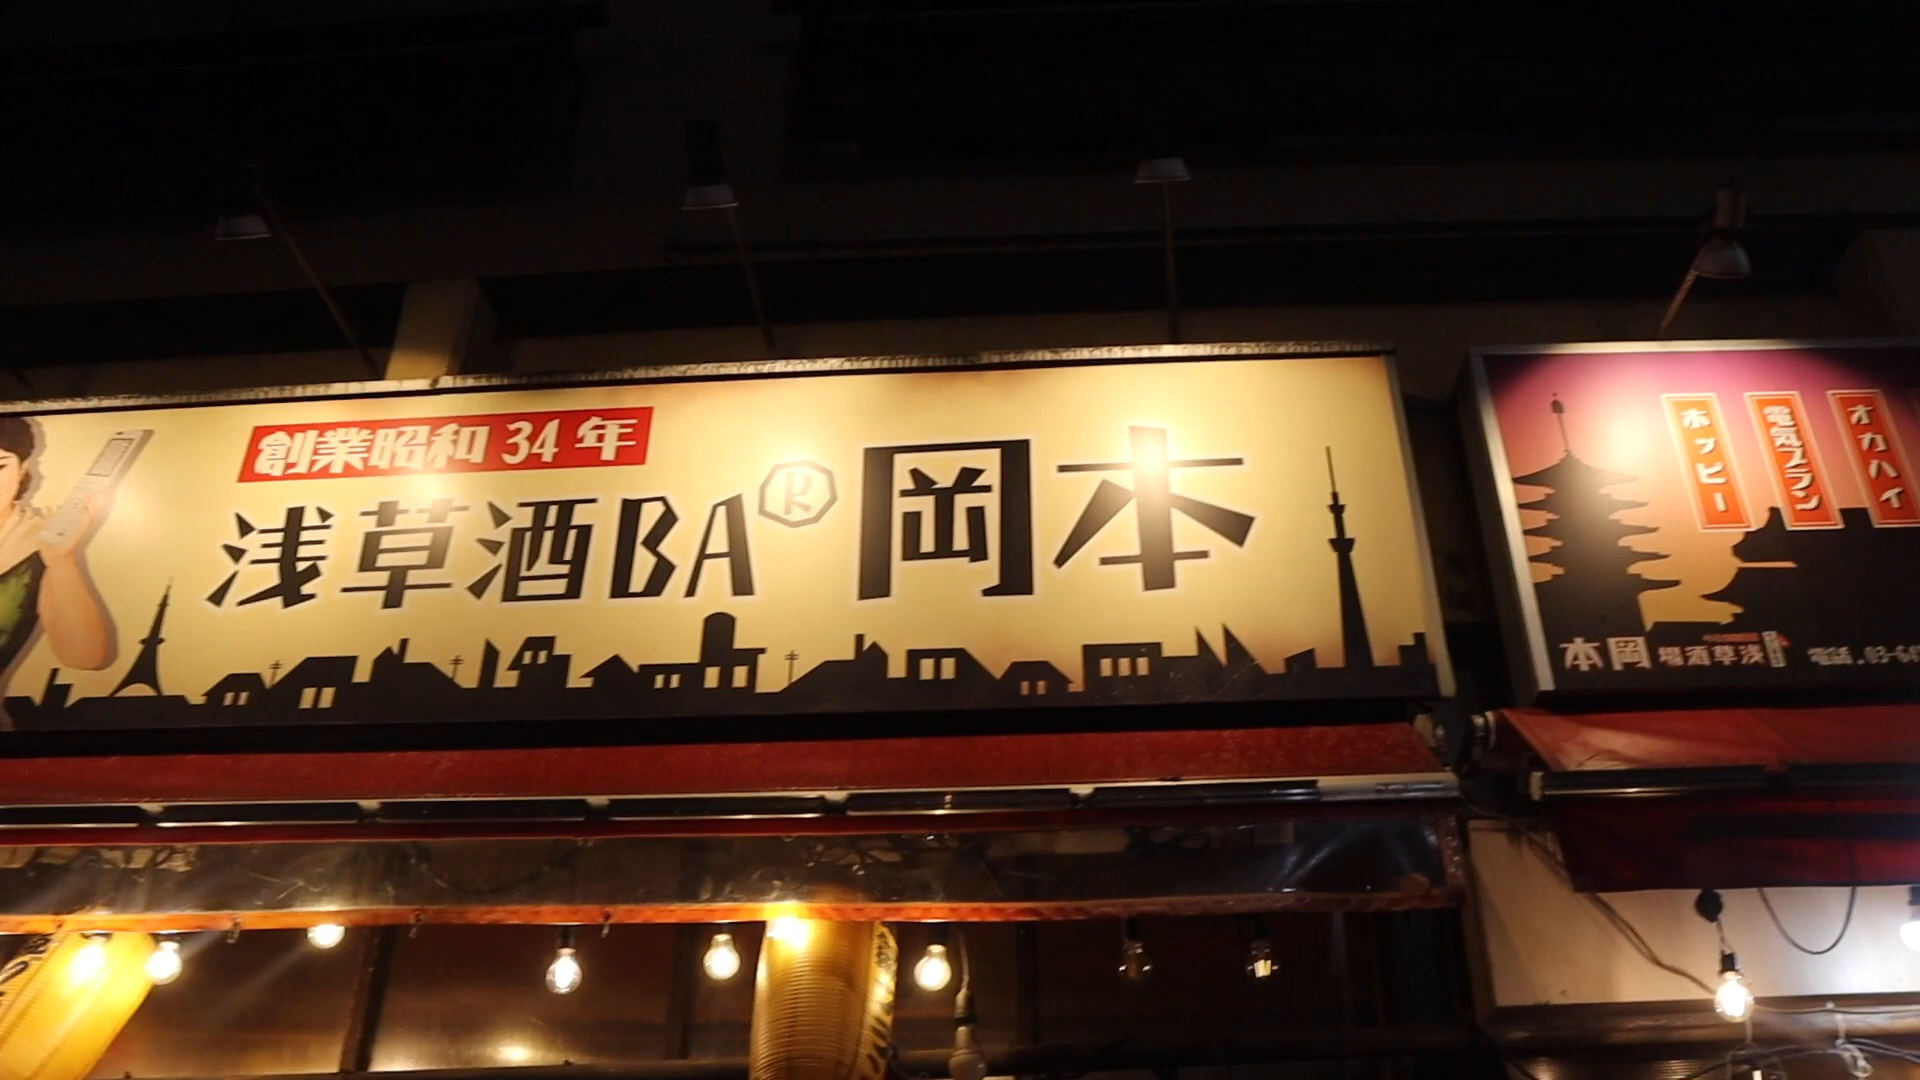 創業昭和34年
浅草酒BA®岡本
ホッピー
電気ブラン
オカハイ
本岡 場酒草浅
電話.03-64